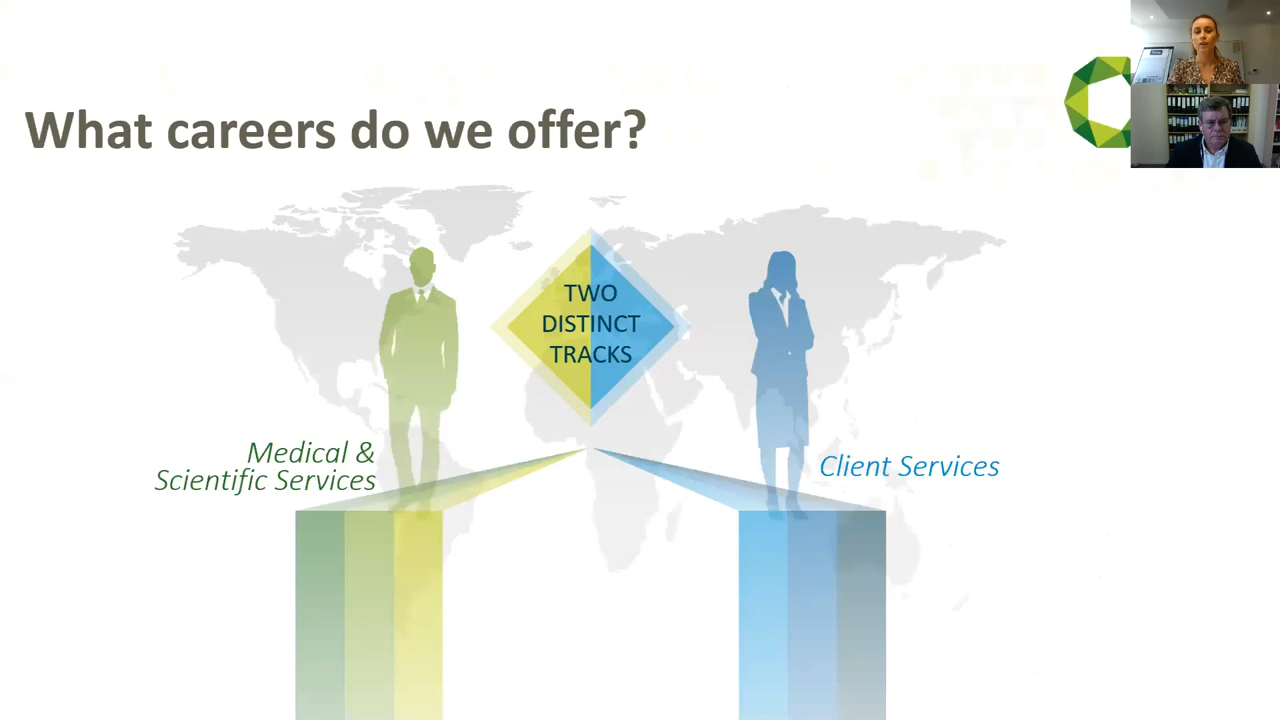 What careers do we offer?
TWO
DISTINCT
TRACKS
Medical &
Scientific Services
Client Services